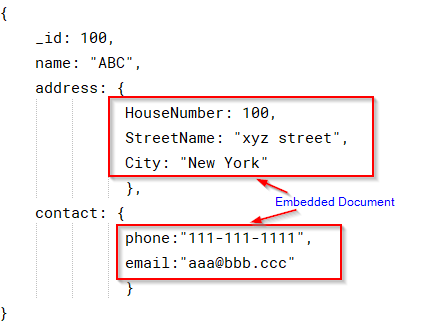 {
_id: 100,
name: "ABC",
address: {
HouseNumber: 100,
StreetName: "xyz street",
City: "New York"
},
Embedded Document
contact: {
phone:"111-111-1111",
email:"aaa@bbb.ccc"
}
}